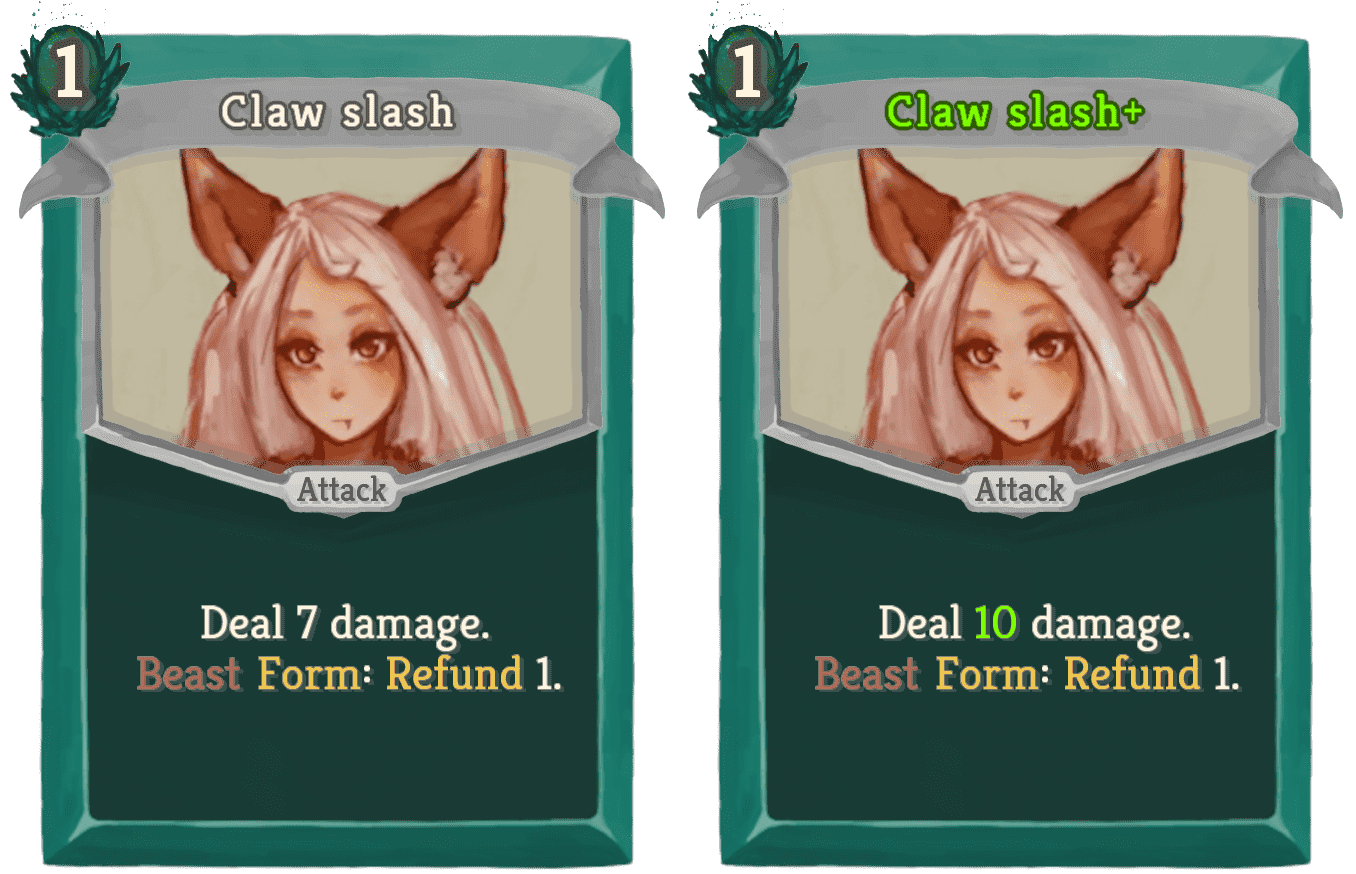 1
Claw slash
Attack
Deal 7 damage.
Beast Form: Refund 1.
1
Claw slash+
Attack
Deal 10 damage.
Beast Form: Refund 1.